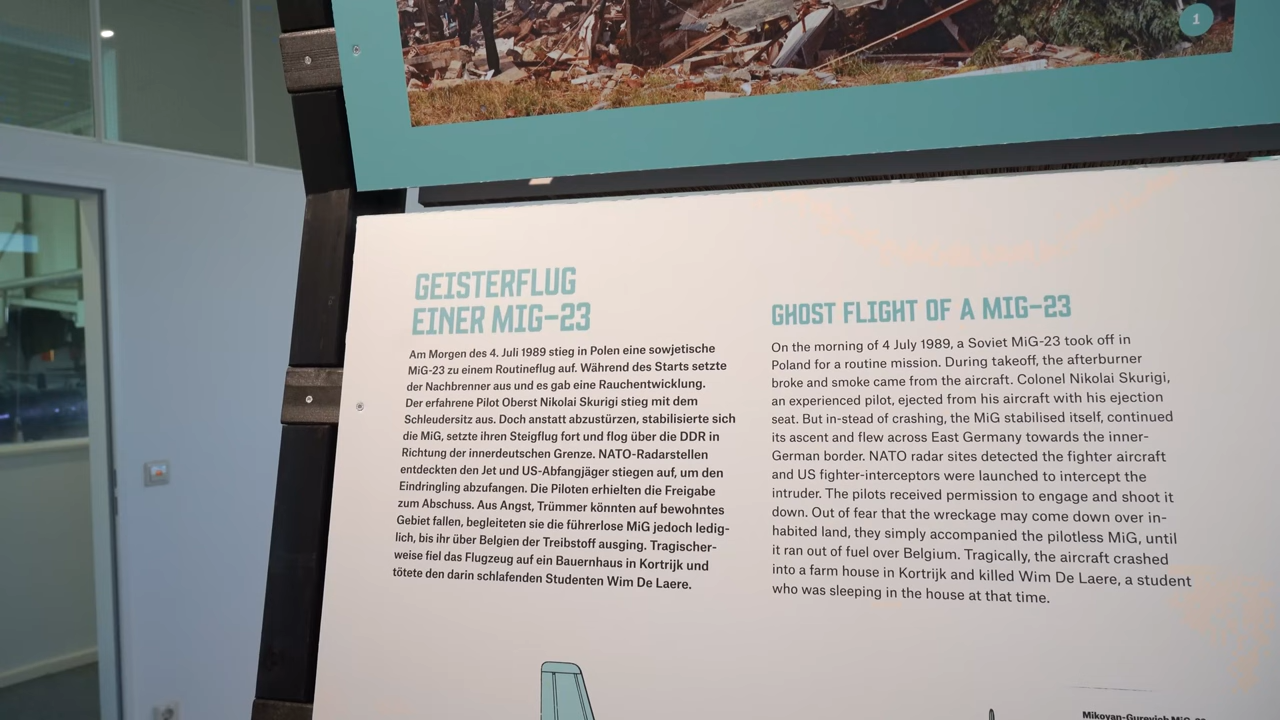 1
GEISTERFLUG
EINER MIG-23
Am Morgen des 4. Juli 1989 stieg in Polen eine sowjetische
MiG-23 zu einem Routineflug auf. Während des Starts setzte
der Nachbrenner aus und es gab eine Rauchentwicklung.
Der erfahrene Pilot Oberst Nikolai Skurigi stieg mit dem
Schleudersitz aus. Doch anstatt abzustürzen, stabilisierte sich
die MiG, setzte ihren Steigflug fort und flog über die DDR in
Richtung der innerdeutschen Grenze. NATO-Radarstellen
entdeckten den Jet und US-Abfangjäger stiegen auf, um den
Eindringling abzufangen. Die Piloten erhielten die Freigabe
zum Abschuss. Aus Angst, Trümmer könnten auf bewohntes
Gebiet fallen, begleiteten sie die führerlose MiG jedoch ledig-
lich, bis ihr über Belgien der Treibstoff ausging. Tragischer-
weise fiel das Flugzeug auf ein Bauernhaus in Kortrijk und
tötete den darin schlafenden Studenten Wim De Laere.
GHOST FLIGHT OF A MIG-23
On the morning of 4 July 1989, a Soviet MiG-23 took off in
Poland for a routine mission. During takeoff, the afterburner
broke and smoke came from the aircraft. Colonel Nikolai Skurigi,
an experienced pilot, ejected from his aircraft with his ejection
seat. But in-stead of crashing, the MiG stabilised itself, continued
its ascent and flew across East Germany towards the inner-
German border. NATO radar sites detected the fighter aircraft
and US fighter-interceptors were launched to intercept the
intruder. The pilots received permission to engage and shoot it
down. Out of fear that the wreckage may come down over in-
habited land, they simply accompanied the pilotless MiG, until
it ran out of fuel over Belgium. Tragically, the aircraft crashed
into a farm house in Kortrijk and killed Wim De Laere, a student
who was sleeping in the house at that time.
Mikoyan-Gurevich